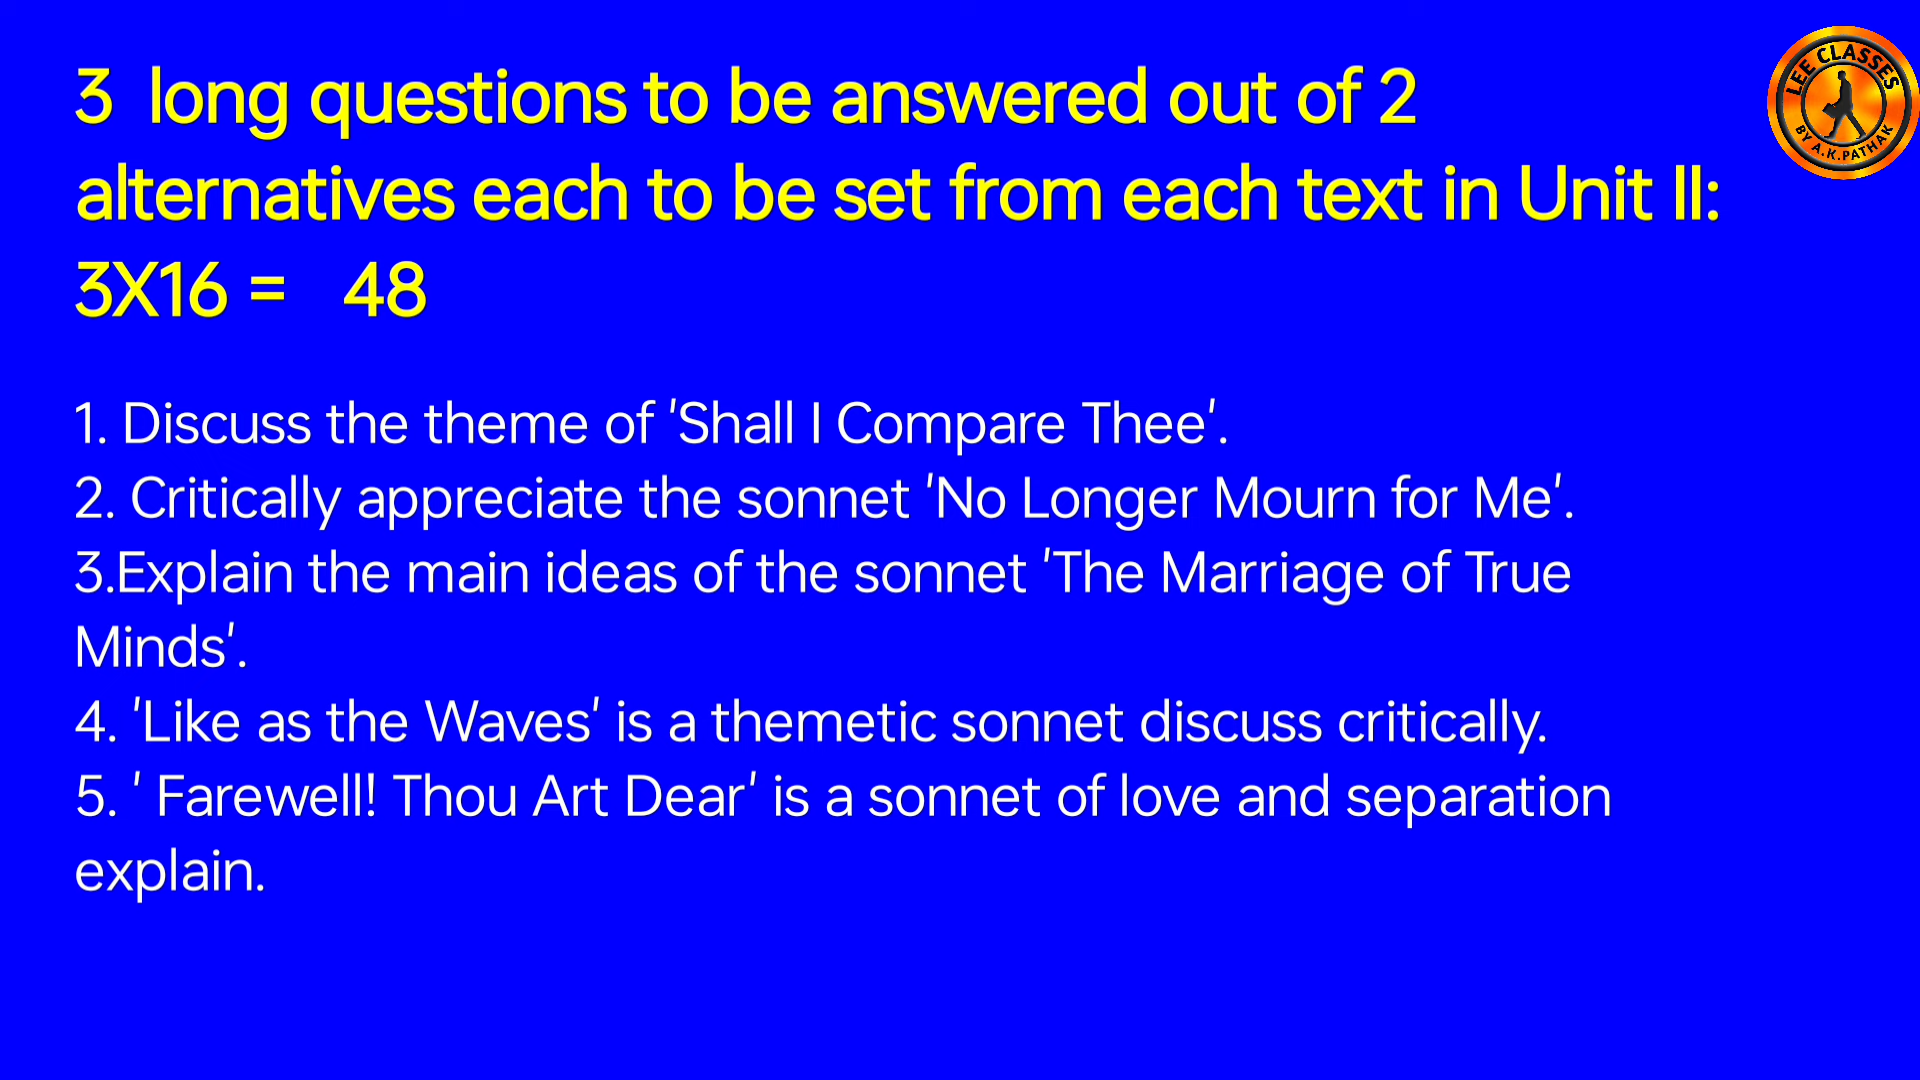 3 long questions to be answered out of 2
alternatives each to be set from each text in Unit II:
3X16 = 48
1. Discuss the theme of 'Shall I Compare Thee'.
2. Critically appreciate the sonnet 'No Longer Mourn for Me'.
3.Explain the main ideas of the sonnet 'The Marriage of True
Minds'.
4. 'Like as the Waves' is a themetic sonnet discuss critically.
5. ' Farewell! Thou Art Dear' is a sonnet of love and separation
explain.
LEE CLASSES
BY A.K.PATHAK